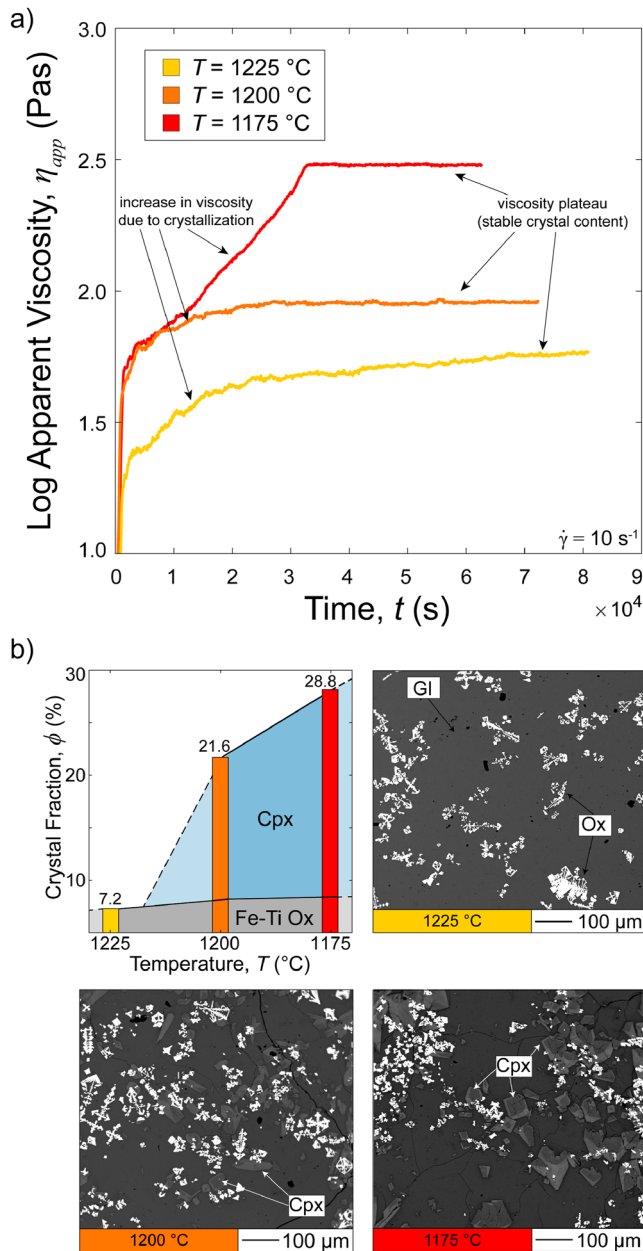 a)
3.0
2.5
2.0
1.5
1.0
Log Apparent Viscosity, ηapp (Pas)
T = 1225 °C
T = 1200 °C
T = 1175 °C
increase in viscosity
due to crystallization
viscosity plateau
(stable crystal content)
γ̇ = 10 s⁻¹
0 1 2 3 4 5 6 7 8 9
Time, t (s)
×10⁴
b)
30
20
10
Crystal Fraction, ϕ (%)
28.8
21.6
7.2
Cpx
Fe-Ti Ox
1225 1200 1175
Temperature, T (°C)
Gl
Ox
1225 °C 100 µm
Cpx
1200 °C 100 µm
Cpx
1175 °C 100 µm